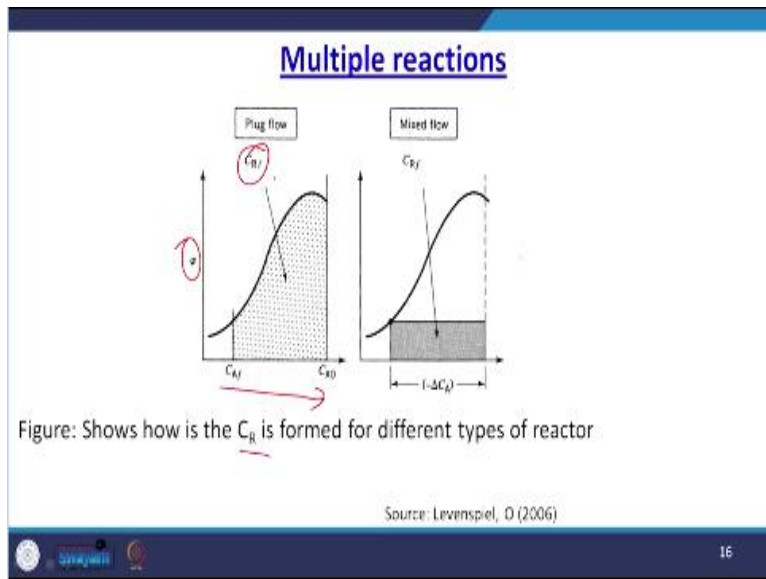 Multiple reactions
Plug flow
Mixed flow
C_Rf
C_Rf
φ
C_Af
C_A0
(-ΔC_A)
Figure: Shows how is the C_R is formed for different types of reactor
Source: Levenspiel, O (2006)
swayam
16